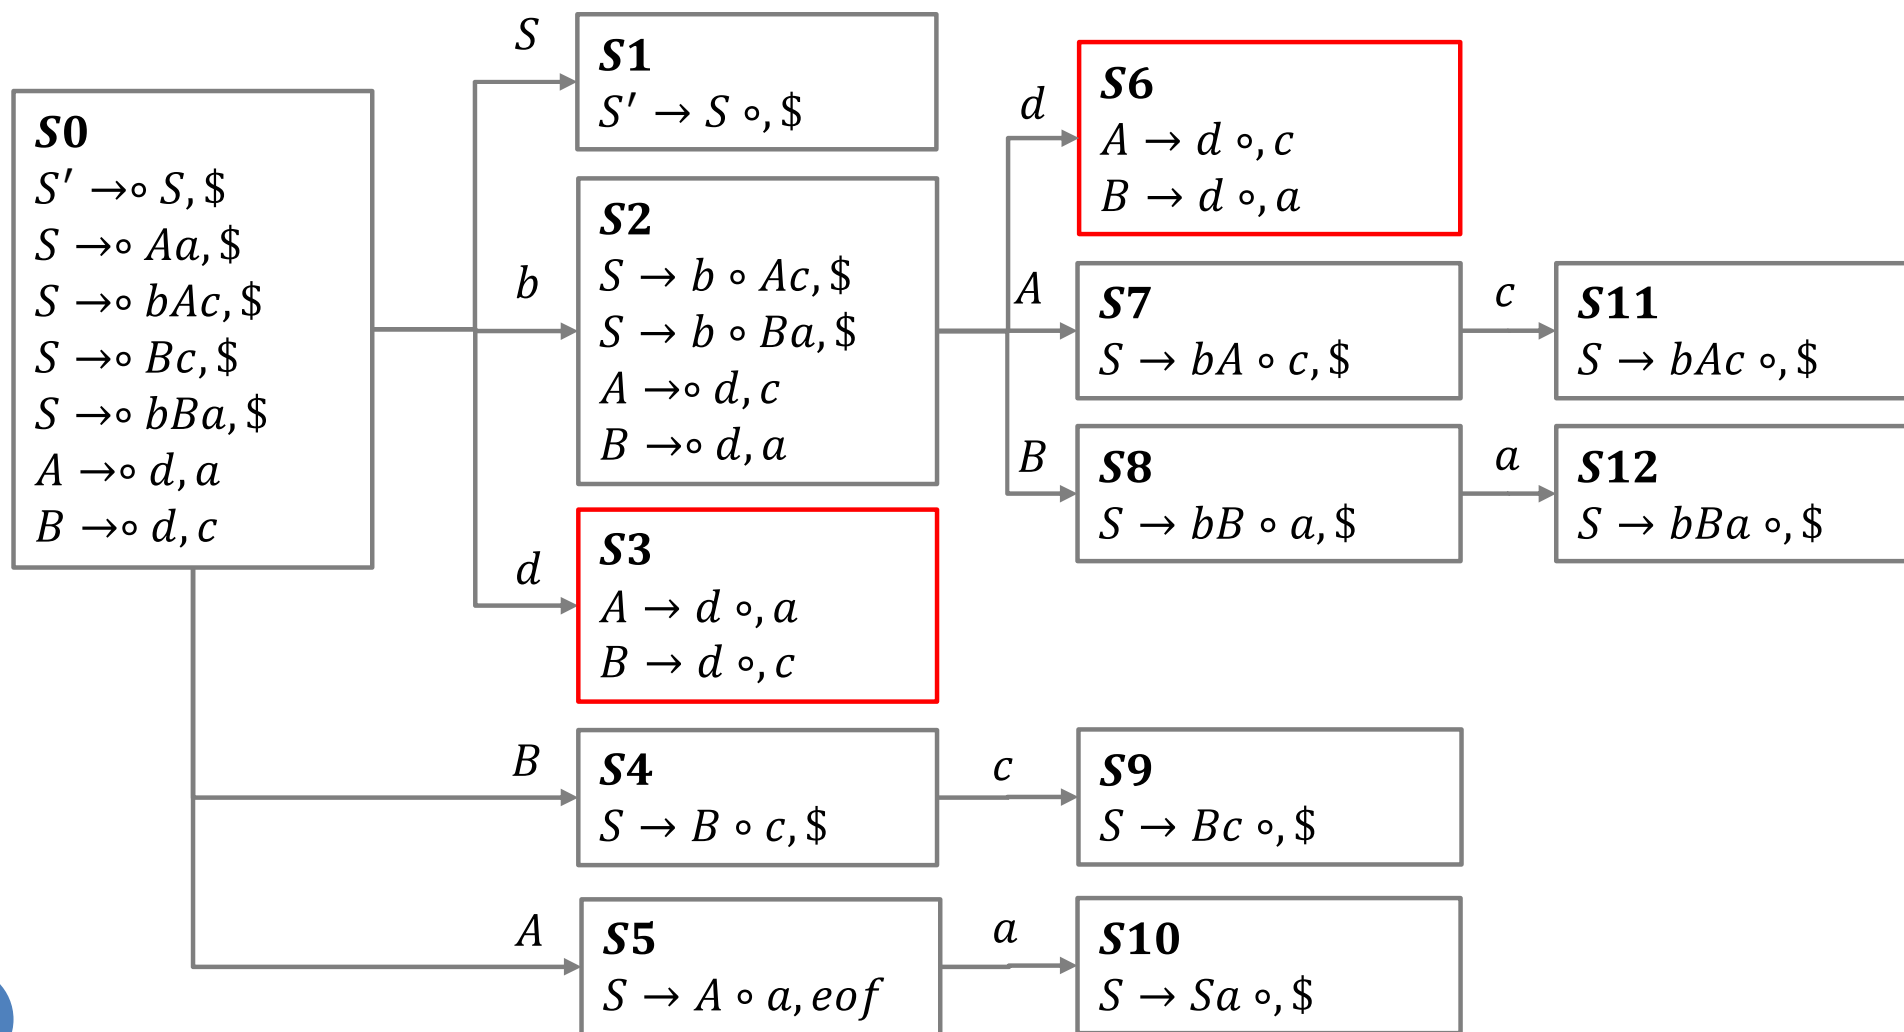 S0
S′ →∘ S, $
S →∘ Aa, $
S →∘ bAc, $
S →∘ Bc, $
S →∘ bBa, $
A →∘ d, a
B →∘ d, c
S
S1
S′ → S ∘, $
b
S2
S → b ∘ Ac, $
S → b ∘ Ba, $
A →∘ d, c
B →∘ d, a
d
S3
A → d ∘, a
B → d ∘, c
B
S4
S → B ∘ c, $
A
S5
S → A ∘ a, eof
d
S6
A → d ∘, c
B → d ∘, a
A
S7
S → bA ∘ c, $
B
S8
S → bB ∘ a, $
c
S9
S → Bc ∘, $
a
S10
S → Sa ∘, $
c
S11
S → bAc ∘, $
a
S12
S → bBa ∘, $